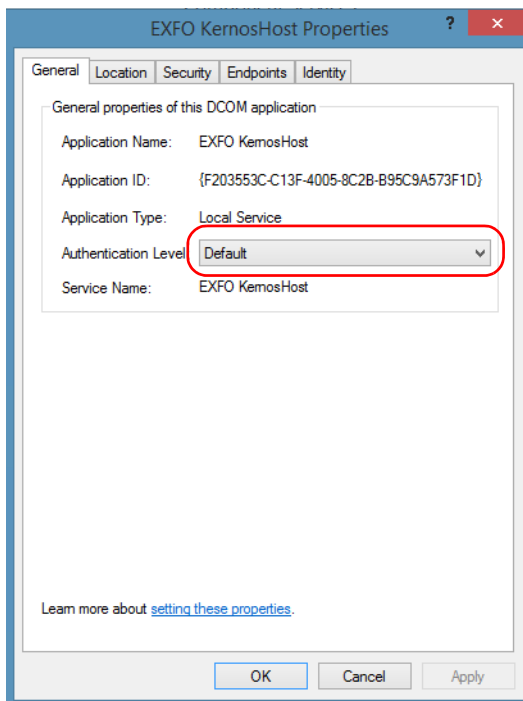 EXFO KernosHost Properties
?
×
General Location Security Endpoints Identity
General properties of this DCOM application
Application Name: EXFO KernosHost
Application ID: {F203553C-C13F-4005-8C2B-B95C9A573F1D}
Application Type: Local Service
Authentication Level Default
Service Name: EXFO KernosHost
Learn more about setting these properties.
OK Cancel Apply